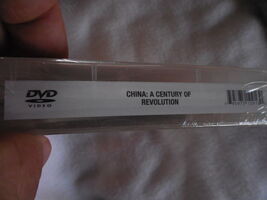 DVD
VIDEO
CHINA: A CENTURY OF
REVOLUTION